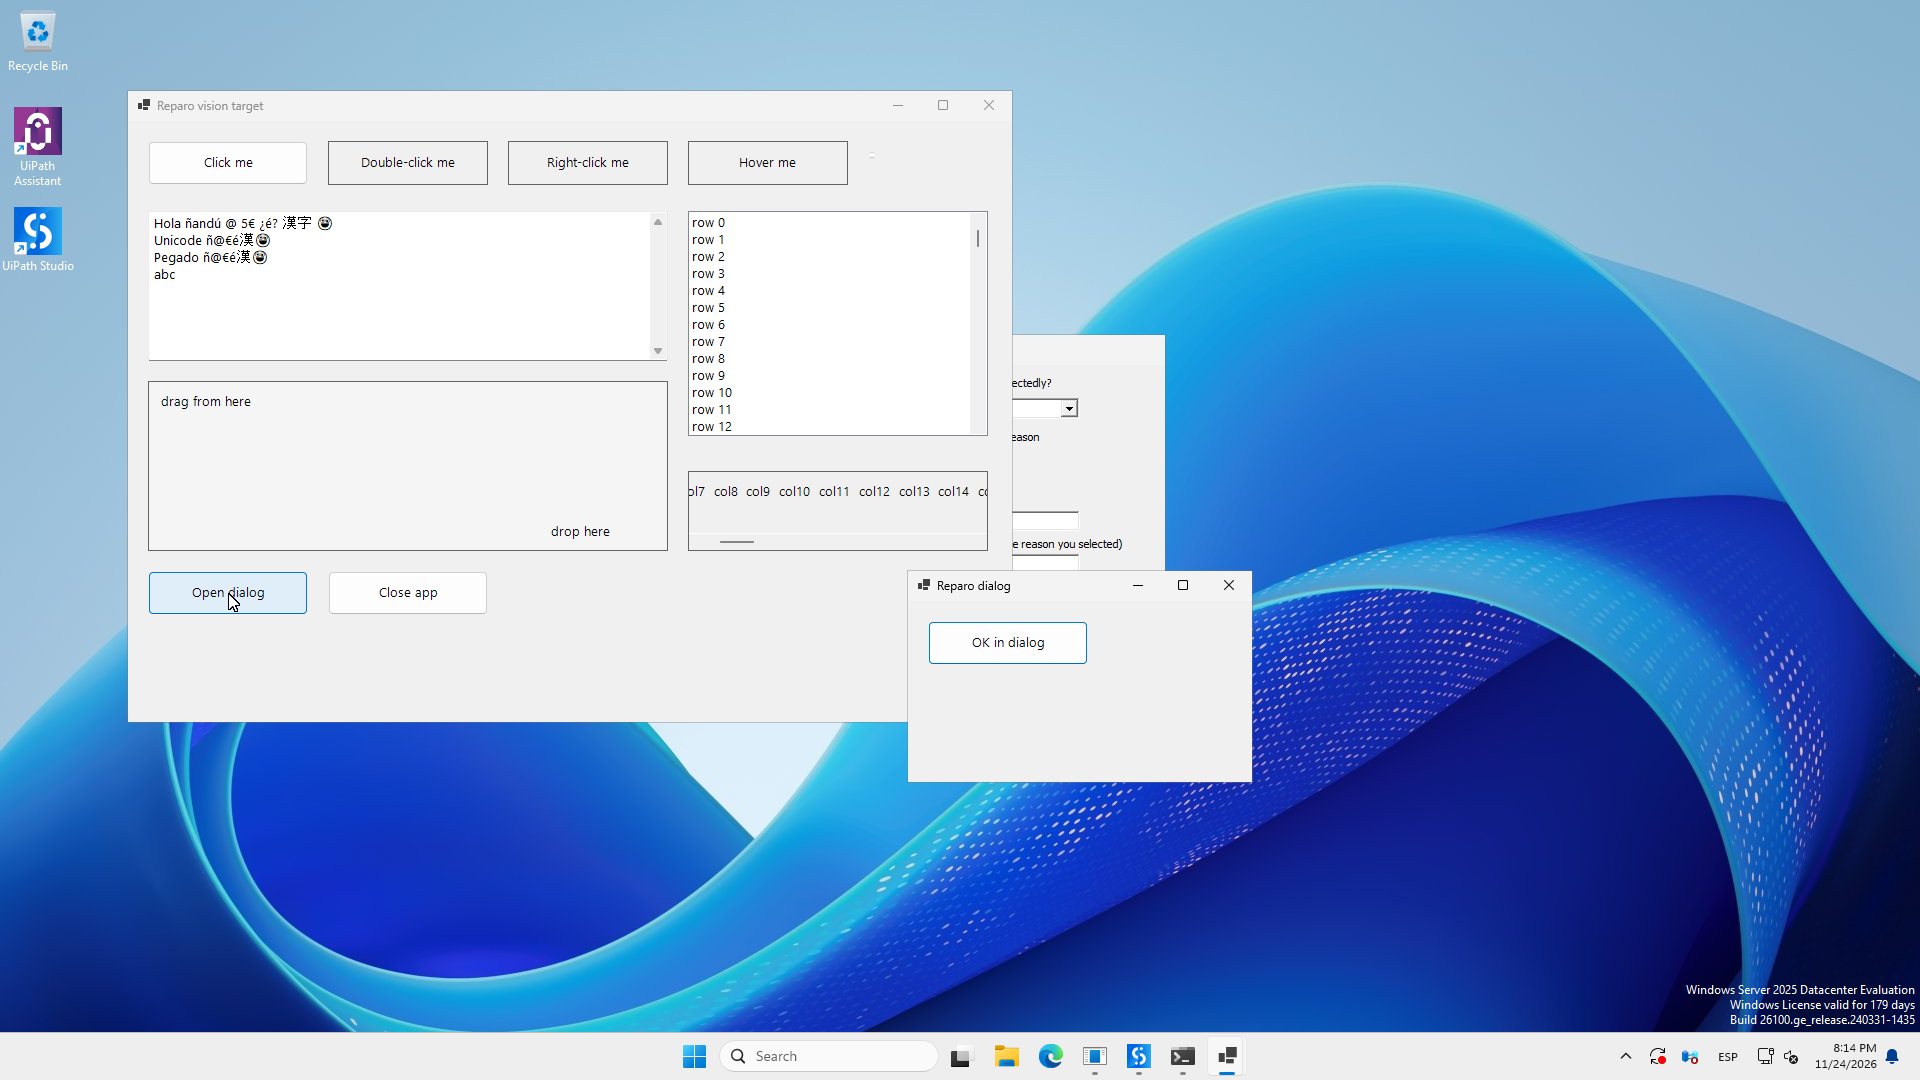 Recycle Bin
UiPath Assistant
UiPath Studio
Reparo vision target
Click me
Double-click me
Right-click me
Hover me
Hola ñandú @ 5€ ¿é? 漢字 😀
Unicode ñ@€é漢😀
Pegado ñ@€é漢😀
abc
row 0
row 1
row 2
row 3
row 4
row 5
row 6
row 7
row 8
row 9
row 10
row 11
row 12
drag from here
drop here
ol7 col8 col9 col10 col11 col12 col13 col14 co
Open dialog
Close app
ectedly?
eason
e reason you selected)
Reparo dialog
OK in dialog
Windows Server 2025 Datacenter Evaluation
Windows License valid for 179 days
Build 26100.ge_release.240331-1435
Search
ESP
8:14 PM
11/24/2026